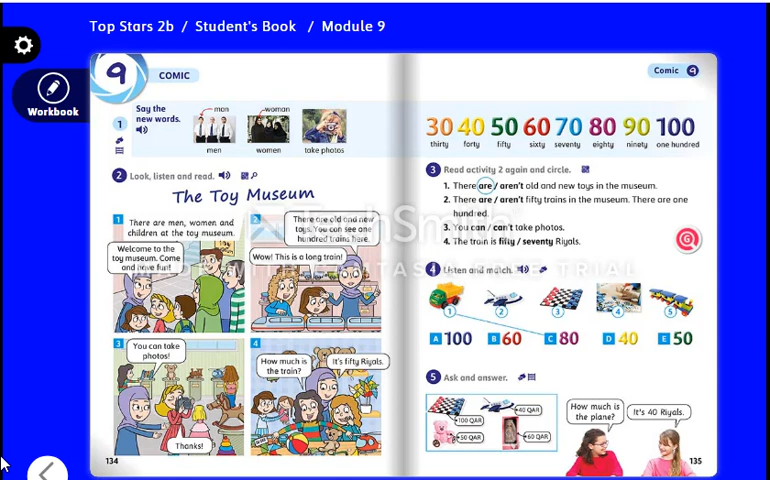 Top Stars 2b / Student's Book / Module 9
Workbook
9
COMIC
Comic 9
1
Say the
new words.
man
woman
men
women
take photos
2 Look, listen and read.
The Toy Museum
1
There are men, women and
children at the toy museum.
Welcome to the
toy museum. Come
and have fun!
2
There are old and new
toys. You can see one
hundred trains here.
Wow! This is a long train!
3
You can take
photos!
Thanks!
4
How much is
the train?
It's fifty Riyals.
134
30 40 50 60 70 80 90 100
thirty forty fifty sixty seventy eighty ninety one hundred
3 Read activity 2 again and circle.
1. There are / aren't old and new toys in the museum.
2. There are / aren't fifty trains in the museum. There are one
hundred.
3. You can / can't take photos.
4. The train is fifty / seventy Riyals.
G
TechSmith
MADE WITH CAMTASIA FREE TRIAL
4 Listen and match.
1 2 3 4 5
A 100 B 60 C 80 D 40 E 50
5 Ask and answer.
100 QAR
40 QAR
50 QAR
60 QAR
How much is
the plane?
It's 40 Riyals.
135